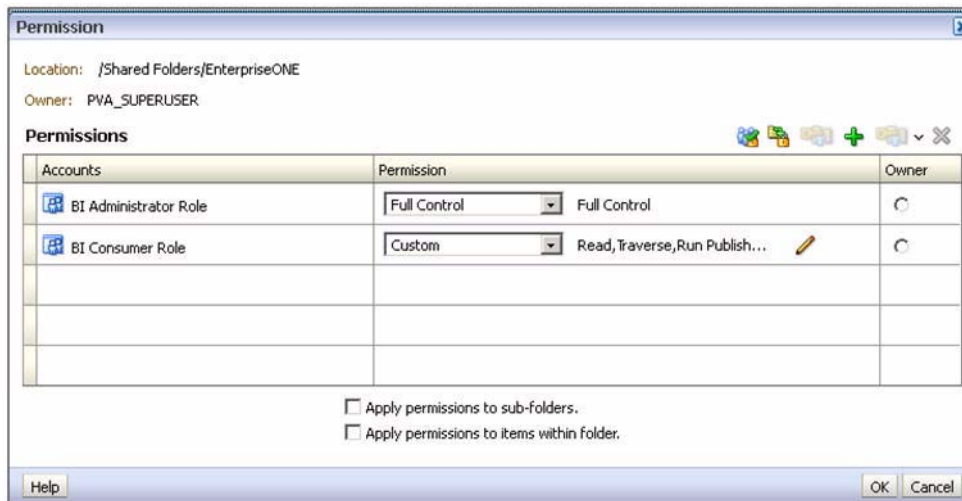 Permission
Location: /Shared Folders/EnterpriseONE
Owner: PVA_SUPERUSER
Permissions
Accounts Permission Owner
BI Administrator Role Full Control Full Control
BI Consumer Role Custom Read,Traverse,Run Publish...
Apply permissions to sub-folders.
Apply permissions to items within folder.
Help OK Cancel